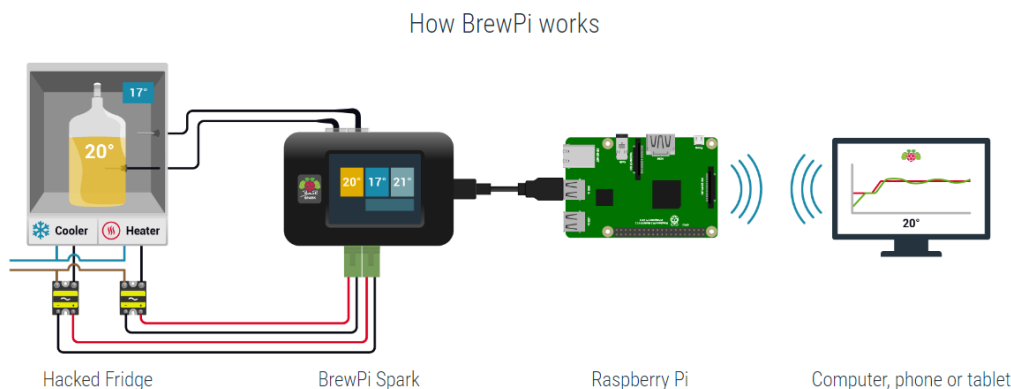 How BrewPi works
17°
20°
Cooler
Heater
20° 17° 21°
20°
Hacked Fridge
BrewPi Spark
Raspberry Pi
Computer, phone or tablet